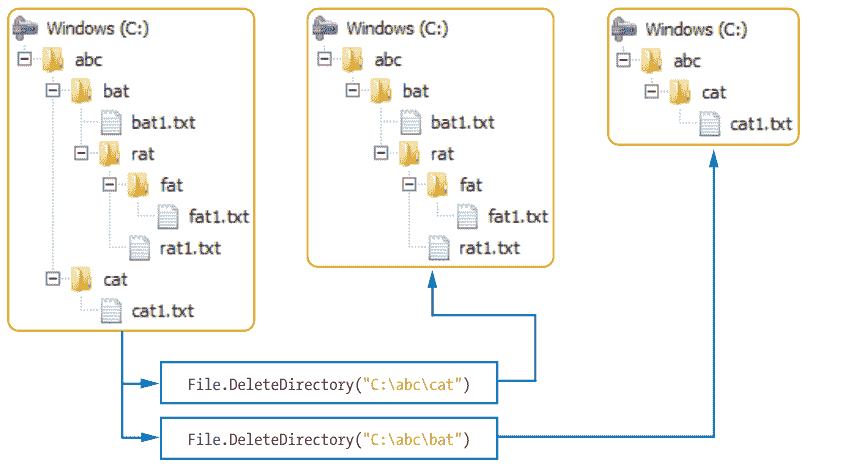 Windows (C:)
abc
bat
bat1.txt
rat
fat
fat1.txt
rat1.txt
cat
cat1.txt
Windows (C:)
abc
bat
bat1.txt
rat
fat
fat1.txt
rat1.txt
Windows (C:)
abc
cat
cat1.txt
File.DeleteDirectory("C:\abc\cat")
File.DeleteDirectory("C:\abc\bat")